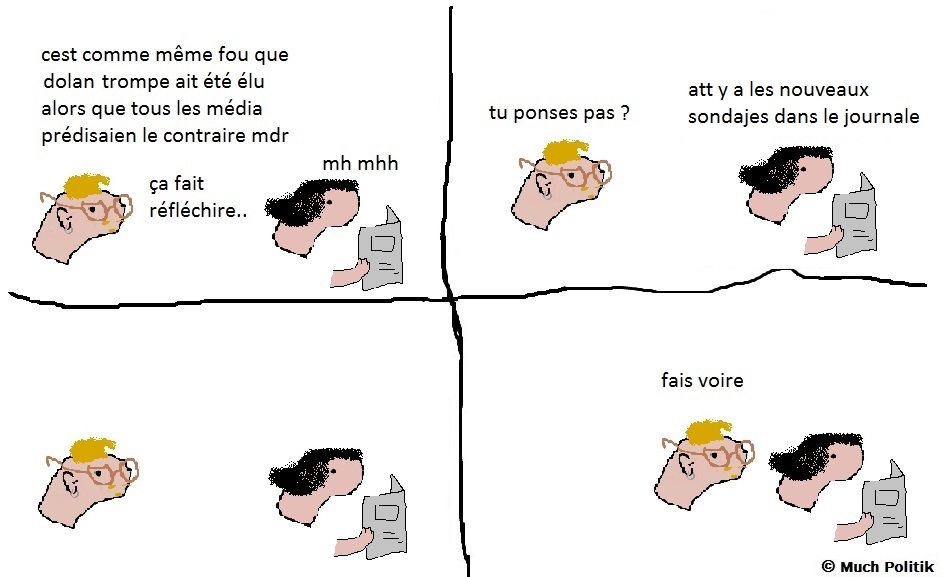 cest comme même fou que
dolan trompe ait été élu
alors que tous les média
prédisaien le contraire mdr
mh mhh
ça fait
réfléchire..
tu ponses pas ?
att y a les nouveaux
sondajes dans le journale
fais voire
© Much Politik